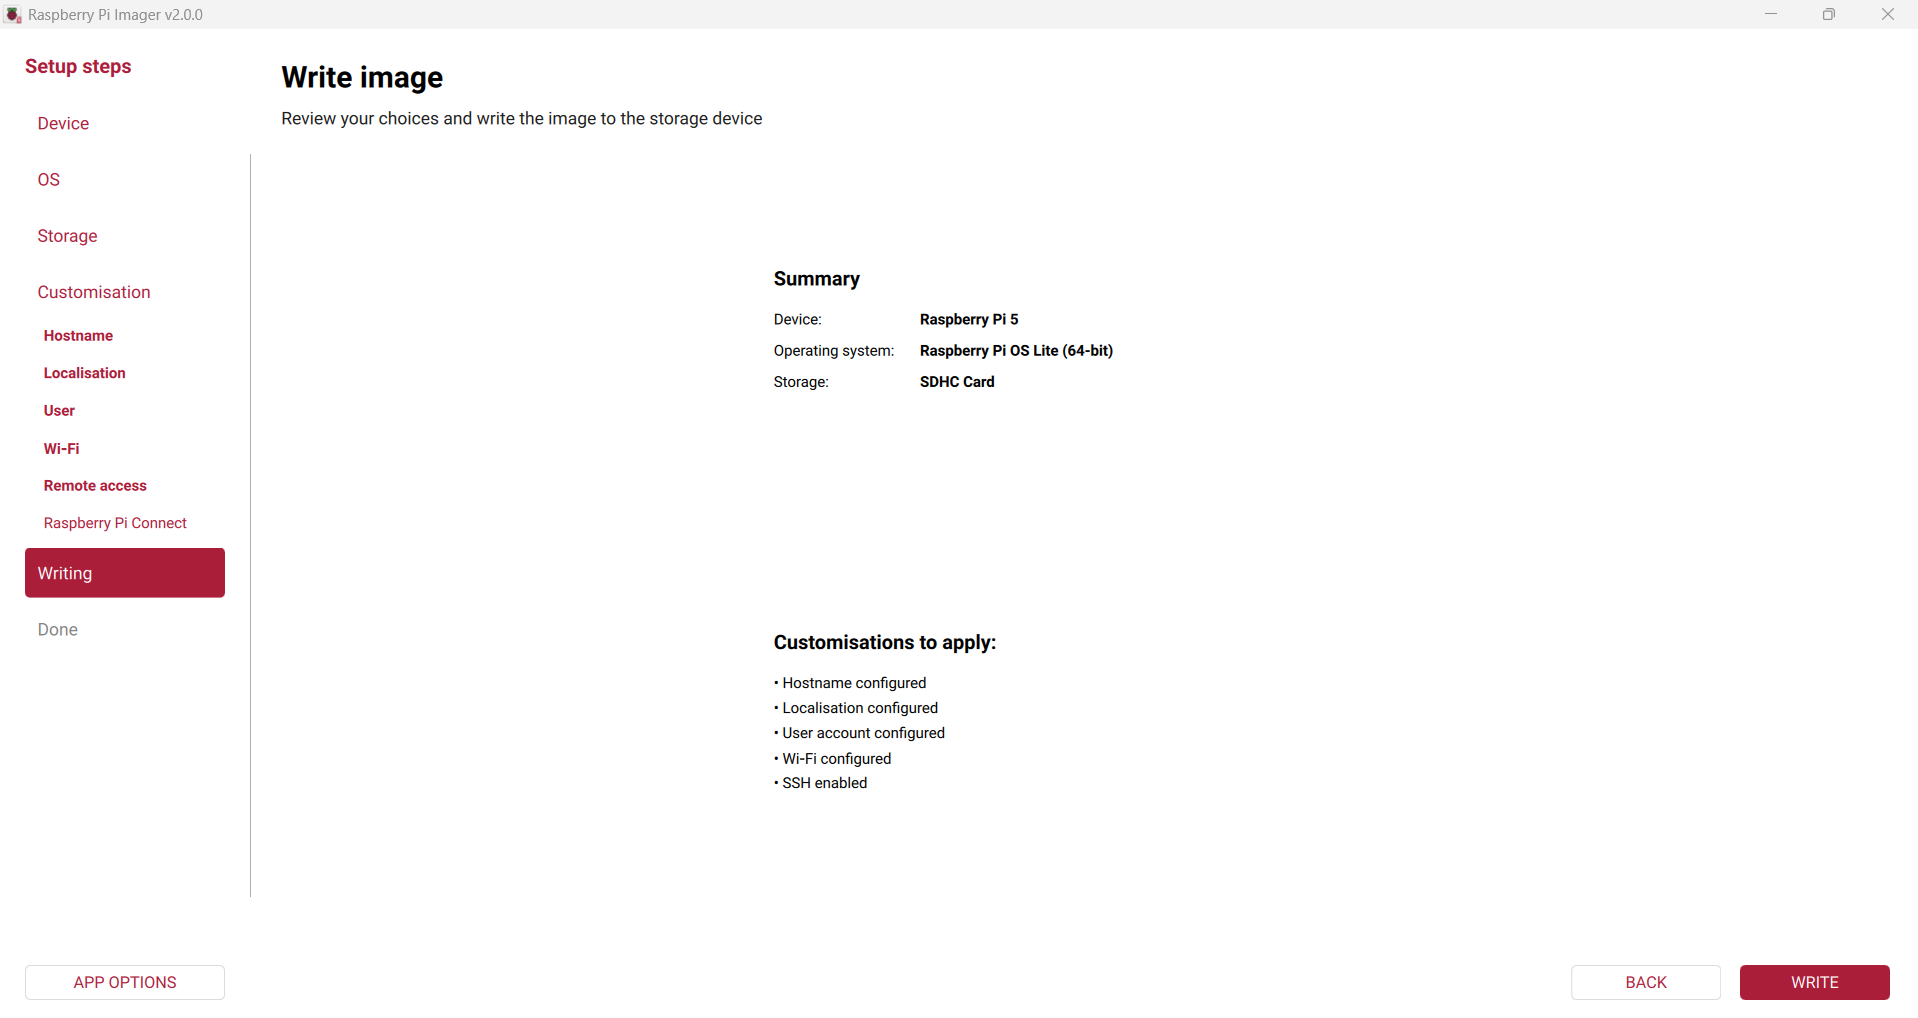 Raspberry Pi Imager v2.0.0
Setup steps
Device
OS
Storage
Customisation
Hostname
Localisation
User
Wi-Fi
Remote access
Raspberry Pi Connect
Writing
Done
APP OPTIONS
Write image
Review your choices and write the image to the storage device
Summary
Device: Raspberry Pi 5
Operating system: Raspberry Pi OS Lite (64-bit)
Storage: SDHC Card
Customisations to apply:
• Hostname configured
• Localisation configured
• User account configured
• Wi-Fi configured
• SSH enabled
BACK
WRITE